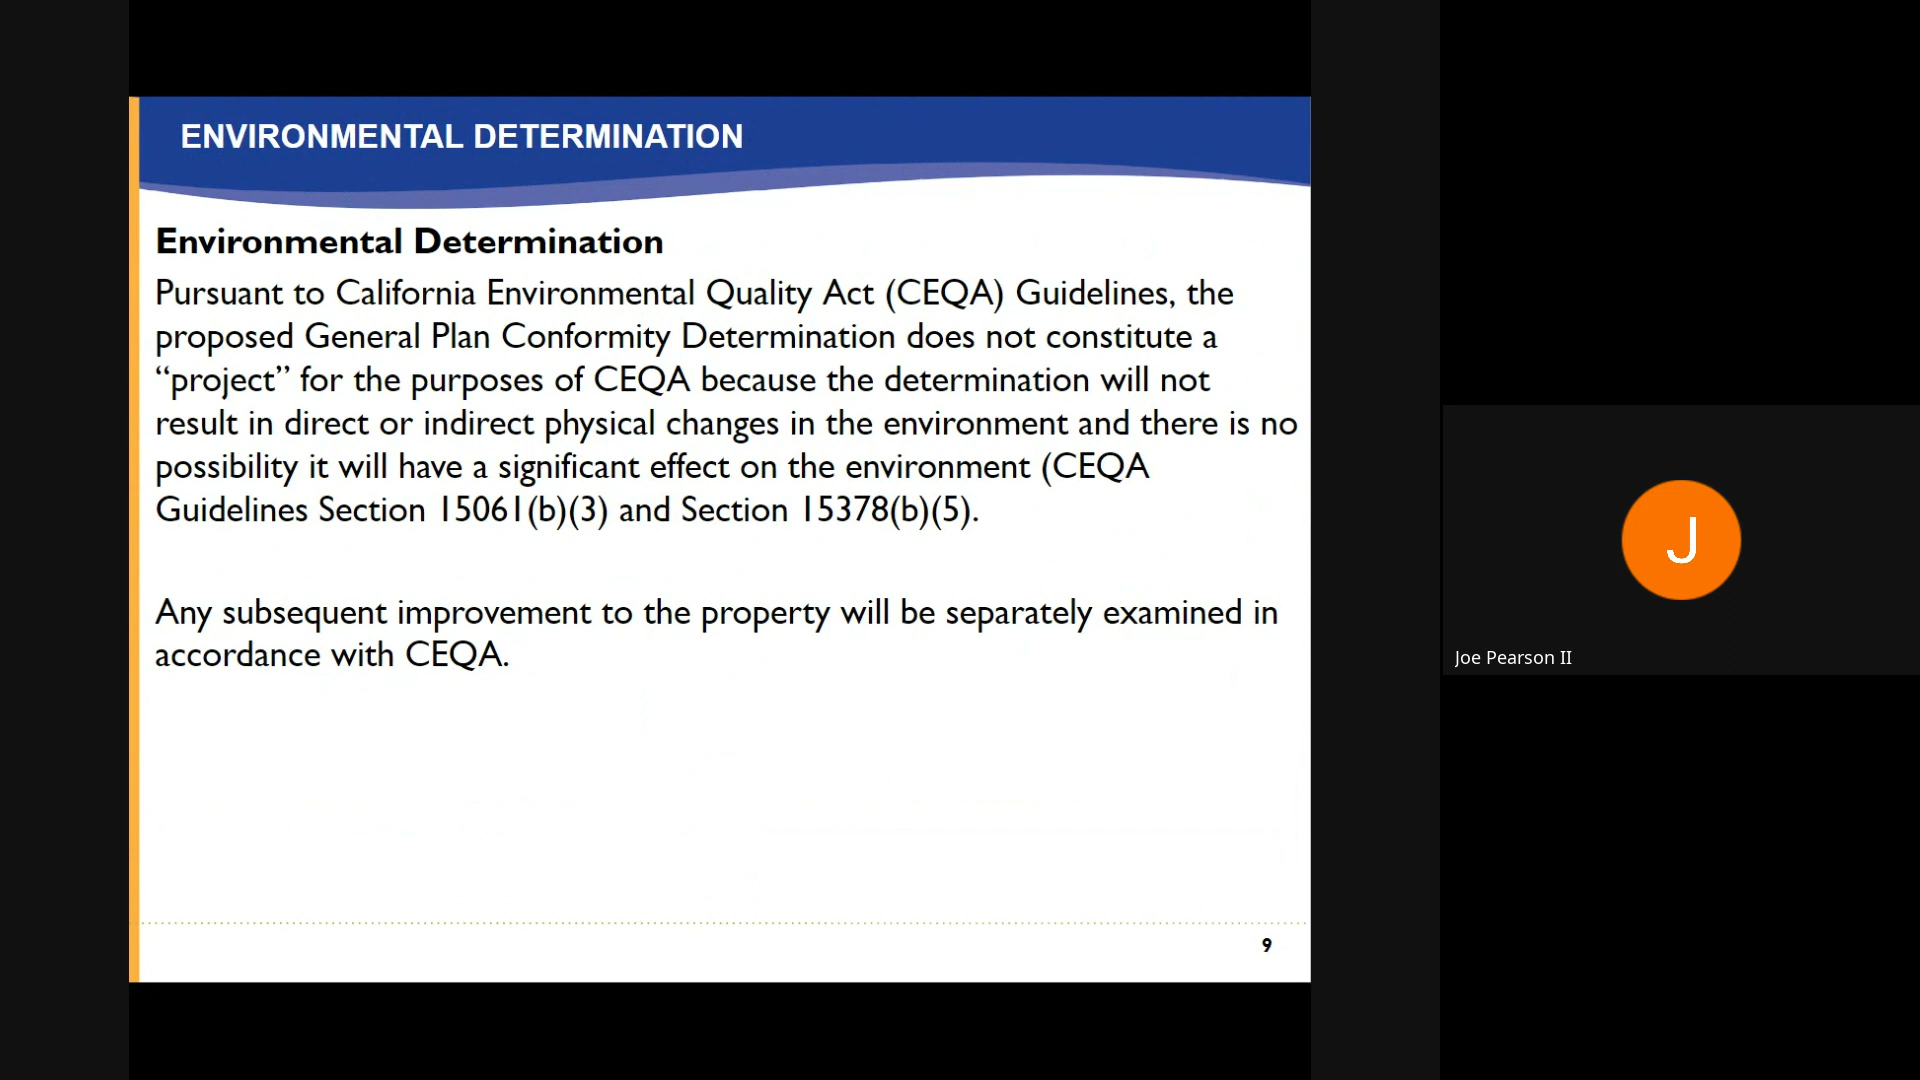 ENVIRONMENTAL DETERMINATION
Environmental Determination
Pursuant to California Environmental Quality Act (CEQA) Guidelines, the
proposed General Plan Conformity Determination does not constitute a
“project” for the purposes of CEQA because the determination will not
result in direct or indirect physical changes in the environment and there is no
possibility it will have a significant effect on the environment (CEQA
Guidelines Section 15061(b)(3) and Section 15378(b)(5).
Any subsequent improvement to the property will be separately examined in
accordance with CEQA.
9
J
Joe Pearson II